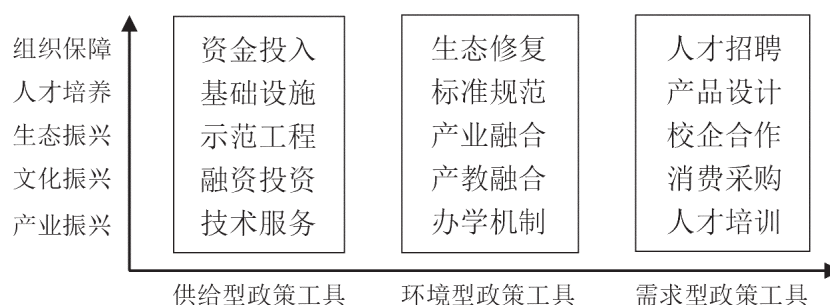 组织保障 资金投入 生态修复 人才招聘
人才培养 基础设施 标准规范 产品设计
生态振兴 示范工程 产业融合 校企合作
文化振兴 融资投资 产教融合 消费采购
产业振兴 技术服务 办学机制 人才培训
供给型政策工具 环境型政策工具 需求型政策工具